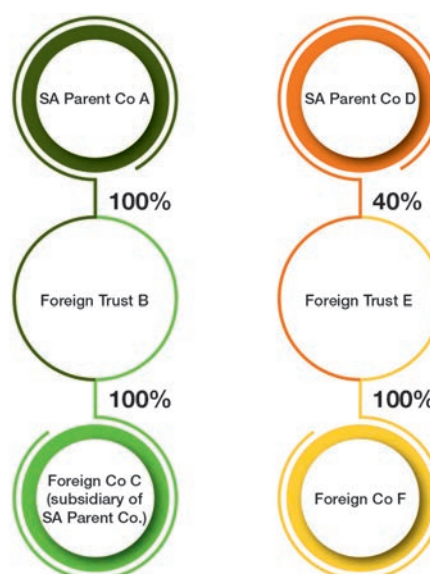 SA Parent Co A
100%
Foreign Trust B
100%
Foreign Co C
(subsidiary of
SA Parent Co.)
SA Parent Co D
40%
Foreign Trust E
100%
Foreign Co F